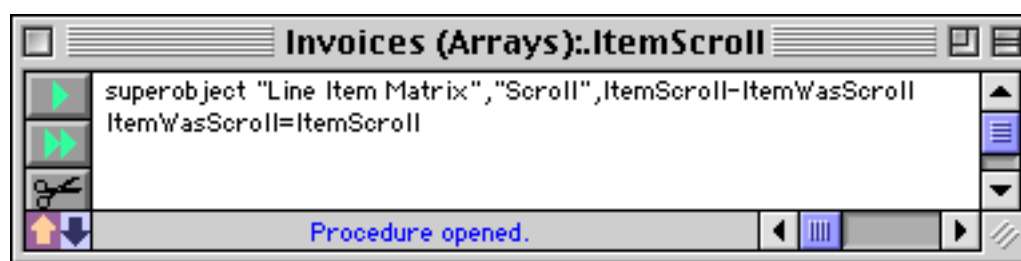 Invoices (Arrays):.ItemScroll
superobject "Line Item Matrix","Scroll",ItemScroll-ItemWasScroll
ItemWasScroll=ItemScroll
Procedure opened.